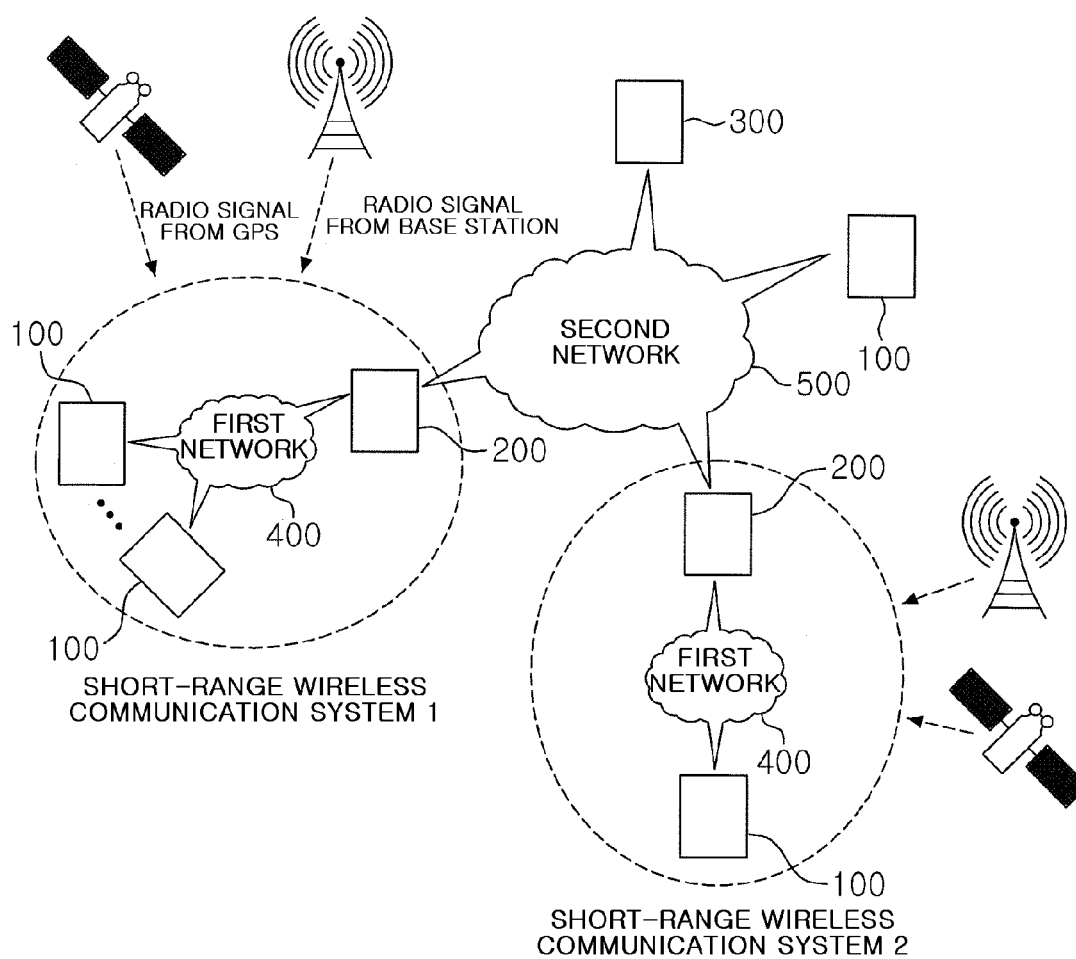 300
RADIO SIGNAL
FROM GPS
RADIO SIGNAL
FROM BASE STATION
100
SECOND
NETWORK
100
500
FIRST
NETWORK
200
400
100
SHORT-RANGE WIRELESS
COMMUNICATION SYSTEM 1
200
FIRST
NETWORK
400
100
SHORT-RANGE WIRELESS
COMMUNICATION SYSTEM 2